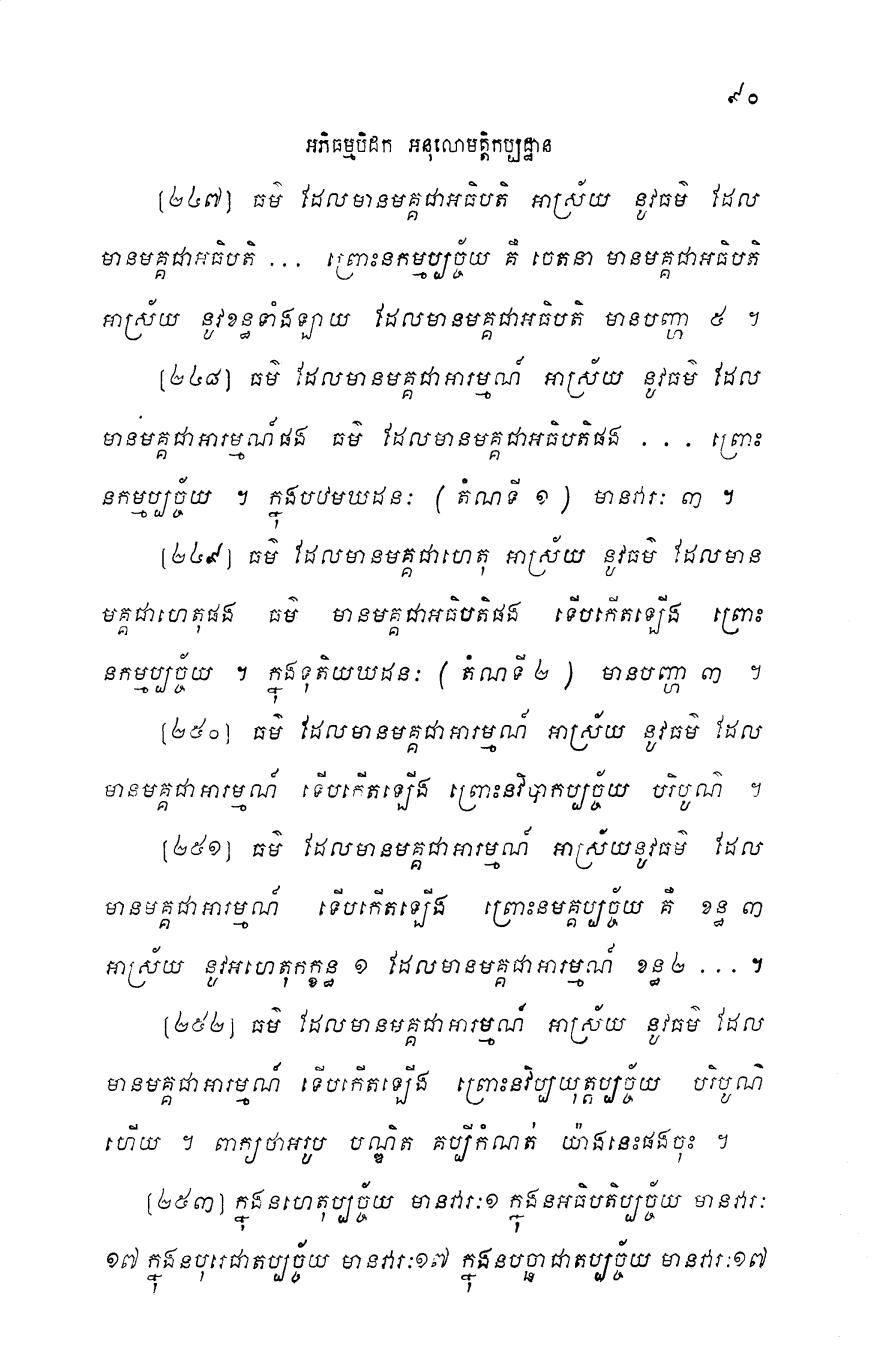 ៩០
អភិធម្មបិដក អនុលោមត្តិកប្បដ្ឋាន
[២៤៧] ធម៌ ដែលមានមគ្គជាអធិបតិ អាស្រ័យ នូវធម៌ ដែល
មានមគ្គជាអធិបតិ ... ព្រោះនកម្មប្បច្ច័យ គឺ ចេតនា មានមគ្គជាអធិបតិ
អាស្រ័យ នូវខន្ធទាំងឡាយ ដែលមានមគ្គជាអធិបតិ មានបញ្ហា ៥ ។
[២៤៨] ធម៌ ដែលមានមគ្គជាអារម្មណ៍ អាស្រ័យ នូវធម៌ ដែល
មានមគ្គជាអារម្មណ៍ផង ធម៌ ដែលមានមគ្គជាអធិបតិផង ... ព្រោះ
នកម្មប្បច្ច័យ ។ ក្នុងបឋមឃដនៈ ( តំណទី ១ ) មានវារៈ ៣ ។
[២៤៩] ធម៌ ដែលមានមគ្គជាហេតុ អាស្រ័យ នូវធម៌ ដែលមាន
មគ្គជាហេតុផង ធម៌ មានមគ្គជាអធិបតិផង ទើបកើតឡើង ព្រោះ
នកម្មប្បច្ច័យ ។ ក្នុងទុតិយឃដនៈ ( តំណទី ២ ) មានបញ្ហា ៣ ។
[២៥០] ធម៌ ដែលមានមគ្គជាអារម្មណ៍ អាស្រ័យ នូវធម៌ ដែល
មានមគ្គជាអារម្មណ៍ ទើបកើតឡើង ព្រោះនវិបាកប្បច្ច័យ បរិបូណ៌ ។
[២៥១] ធម៌ ដែលមានមគ្គជាអារម្មណ៍ អាស្រ័យនូវធម៌ ដែល
មានមគ្គជាអារម្មណ៍ ទើបកើតឡើង ព្រោះនមគ្គប្បច្ច័យ គឺ ខន្ធ ៣
អាស្រ័យ នូវអហេតុកក្ខន្ធ ១ ដែលមានមគ្គជាអារម្មណ៍ ខន្ធ ២ ... ។
[២៥២] ធម៌ ដែលមានមគ្គជាអារម្មណ៍ អាស្រ័យ នូវធម៌ ដែល
មានមគ្គជាអារម្មណ៍ ទើបកើតឡើង ព្រោះនវិប្បយុត្តប្បច្ច័យ បរិបូណ៌
ហើយ ។ ពាក្យថាអរូប បណ្ឌិត គប្បីកំណត់ យ៉ាងនេះផងចុះ ។
[២៥៣] ក្នុងនហេតុប្បច្ច័យ មានវារៈ១ ក្នុងនអធិបតិប្បច្ច័យ មានវារៈ
១៧ ក្នុងនបុរេជាតប្បច្ច័យ មានវារៈ១៧ ក្នុងនបច្ឆាជាតប្បច្ច័យ មានវារៈ១៧